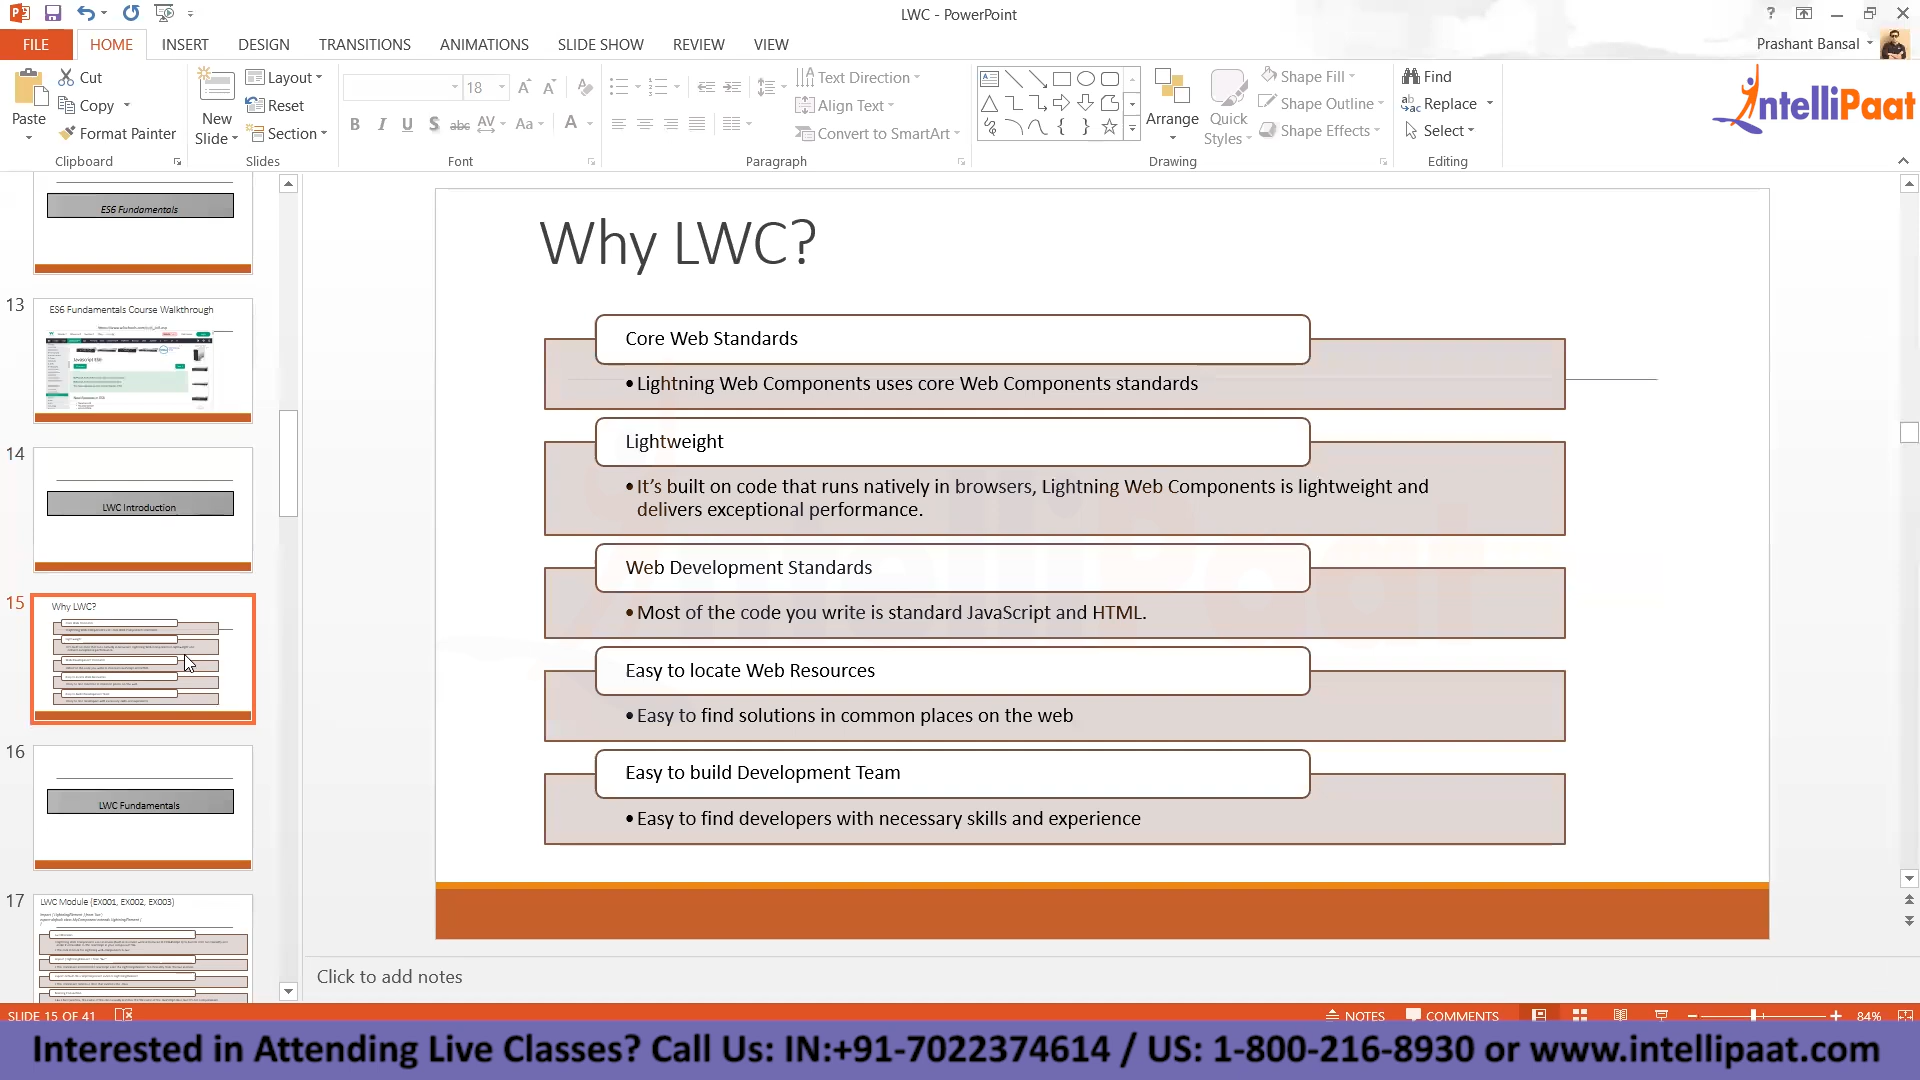 LWC - PowerPoint
FILE
HOME
INSERT
DESIGN
TRANSITIONS
ANIMATIONS
SLIDE SHOW
REVIEW
VIEW
Prashant Bansal
IntelliPaat
Paste
Cut
Copy
Format Painter
Clipboard
New
Slide
Layout
Reset
Section
Slides
18
Font
Text Direction
Align Text
Convert to SmartArt
Paragraph
Arrange
Quick
Styles
Shape Fill
Shape Outline
Shape Effects
Drawing
Find
Replace
Select
Editing
ES6 Fundamentals
13
ES6 Fundamentals Course Walkthrough
14
LWC Introduction
15
Why LWC?
16
LWC Fundamentals
17
LWC Module (EX001, EX002, EX003)
Why LWC?
Core Web Standards
•Lightning Web Components uses core Web Components standards
Lightweight
•It’s built on code that runs natively in browsers, Lightning Web Components is lightweight and
delivers exceptional performance.
Web Development Standards
•Most of the code you write is standard JavaScript and HTML.
Easy to locate Web Resources
•Easy to find solutions in common places on the web
Easy to build Development Team
•Easy to find developers with necessary skills and experience
Click to add notes
SLIDE 15 OF 41
NOTES
COMMENTS
84%
Interested in Attending Live Classes? Call Us: IN:+91-7022374614 / US: 1-800-216-8930 or www.intellipaat.com